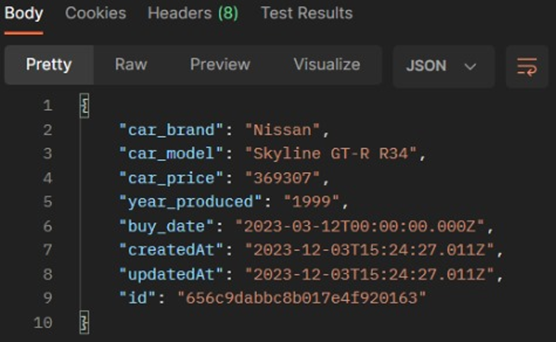 Body Cookies Headers (8) Test Results
Pretty Raw Preview Visualize JSON
1 {
2 "car_brand": "Nissan",
3 "car_model": "Skyline GT-R R34",
4 "car_price": "369307",
5 "year_produced": "1999",
6 "buy_date": "2023-03-12T00:00:00.000Z",
7 "createdAt": "2023-12-03T15:24:27.011Z",
8 "updatedAt": "2023-12-03T15:24:27.011Z",
9 "id": "656c9dabbc8b017e4f920163"
10 }